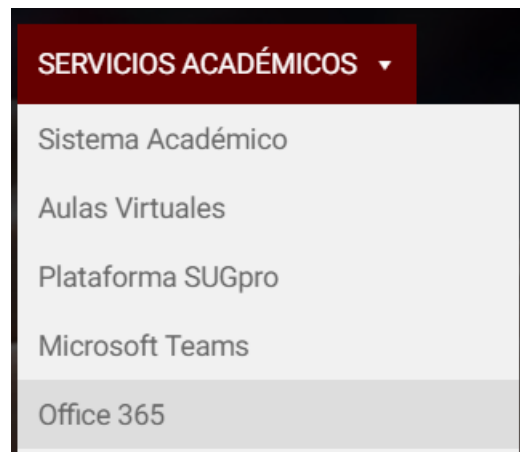 SERVICIOS ACADÉMICOS
Sistema Académico
Aulas Virtuales
Plataforma SUGpro
Microsoft Teams
Office 365